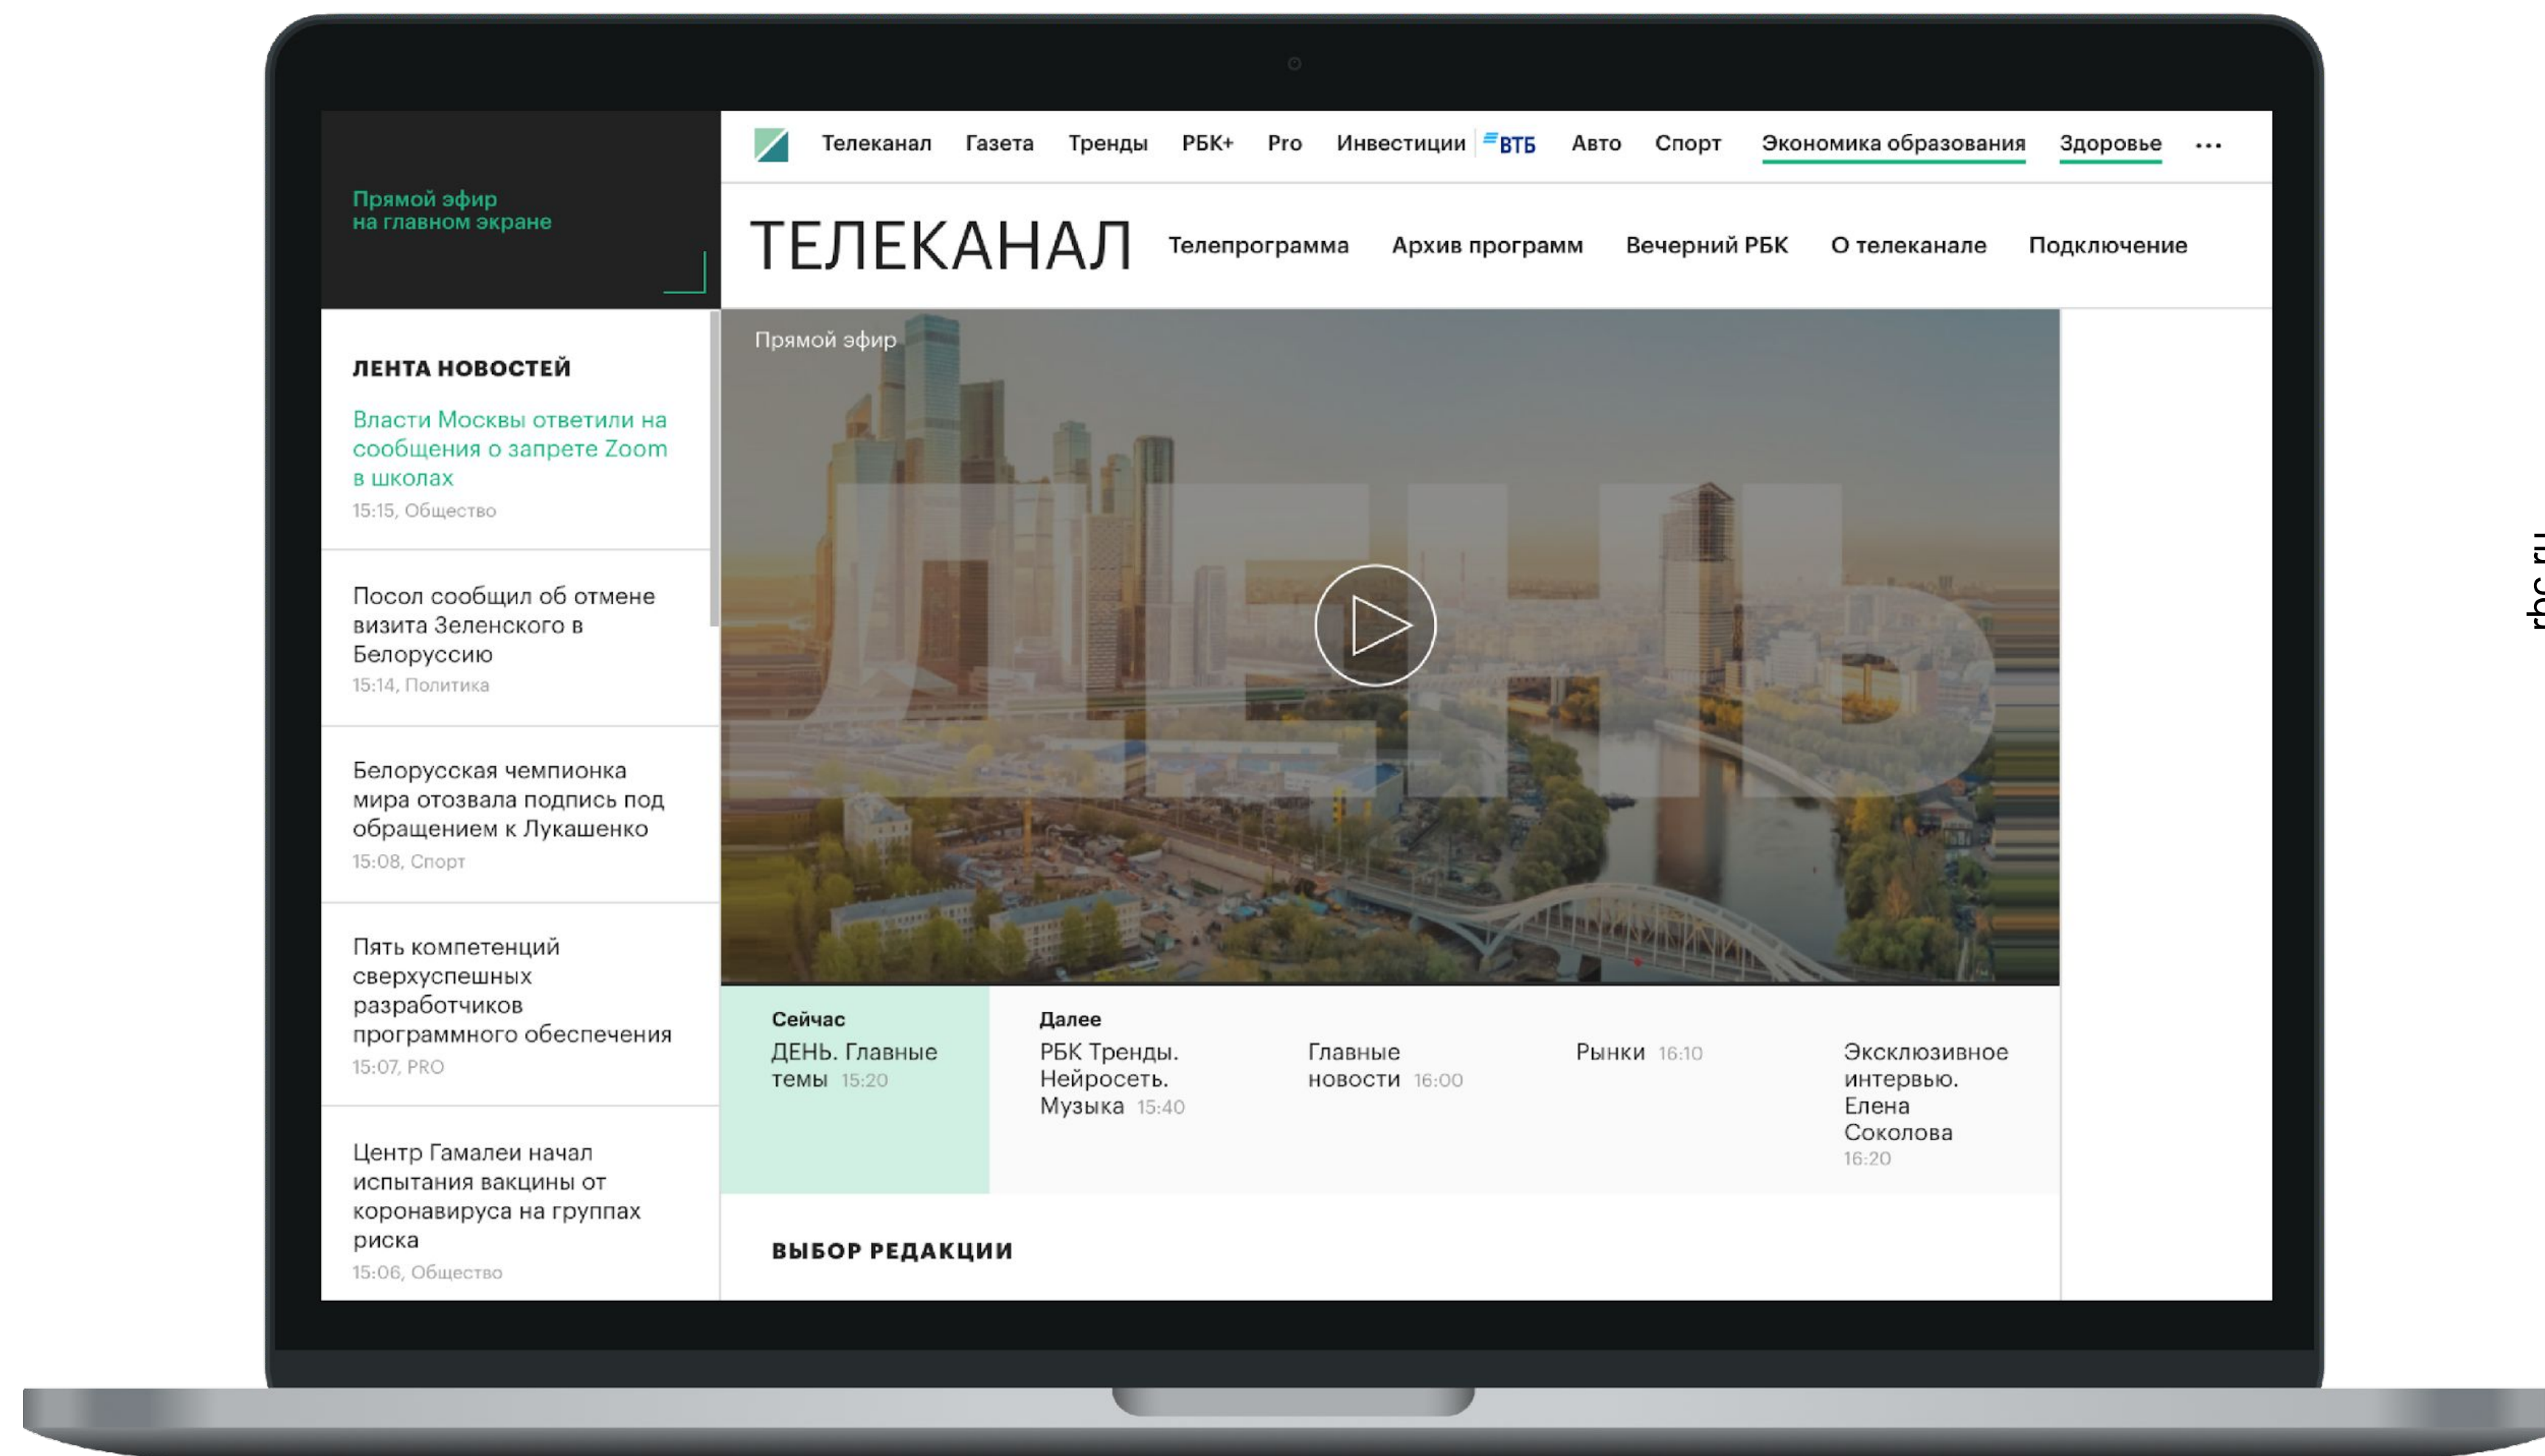 Прямой эфир
на главном экране
Телеканал Газета Тренды РБК+ Pro Инвестиции ВТБ Авто Спорт Экономика образования Здоровье ...
ТЕЛЕКАНАЛ Телепрограмма Архив программ Вечерний РБК О телеканале Подключение
ЛЕНТА НОВОСТЕЙ
Власти Москвы ответили на
сообщения о запрете Zoom
в школах
15:15, Общество
Посол сообщил об отмене
визита Зеленского в
Белоруссию
15:14, Политика
Белорусская чемпионка
мира отозвала подпись под
обращением к Лукашенко
15:08, Спорт
Пять компетенций
сверхуспешных
разработчиков
программного обеспечения
15:07, PRO
Центр Гамалеи начал
испытания вакцины от
коронавируса на группах
риска
15:06, Общество
Прямой эфир
ДЕНЬ
Сейчас
ДЕНЬ. Главные
темы 15:20
Далее
РБК Тренды.
Нейросеть.
Музыка 15:40
Главные
новости 16:00
Рынки 16:10
Эксклюзивное
интервью.
Елена
Соколова
16:20
ВЫБОР РЕДАКЦИИ
rbc.ru